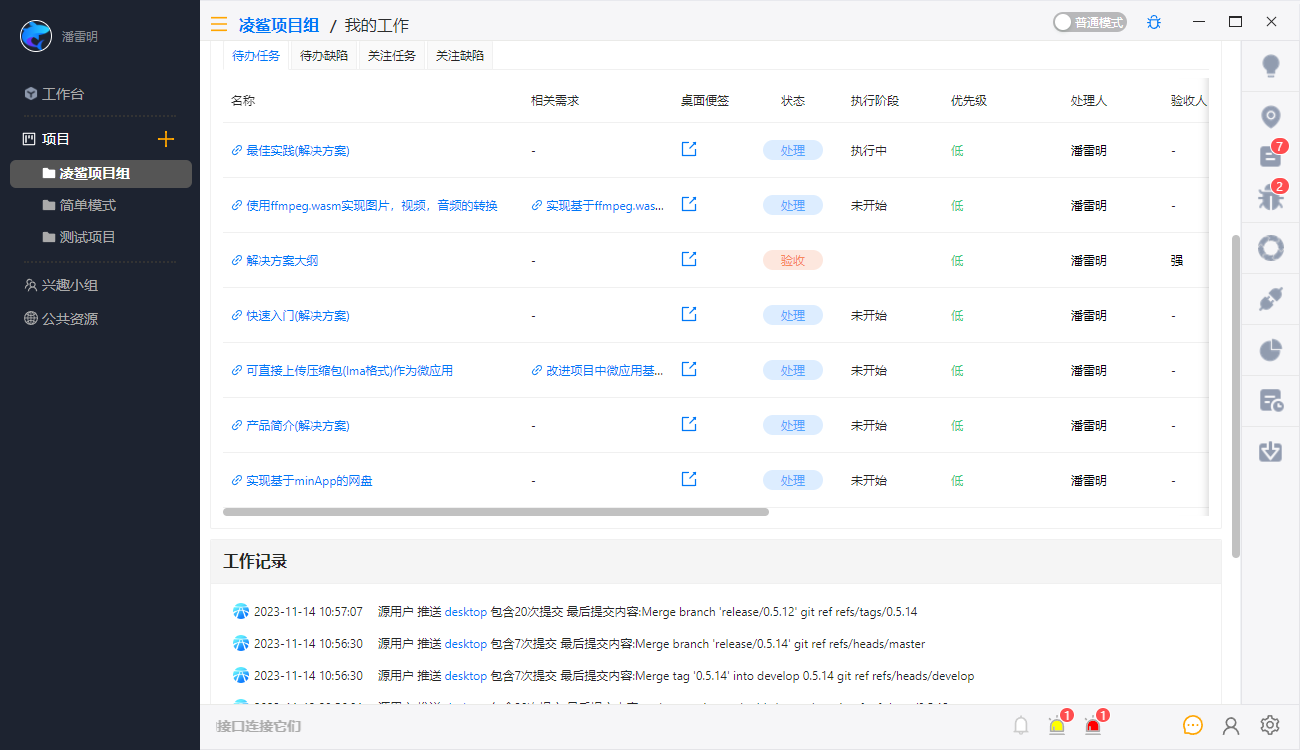 潘雷明
工作台
项目
凌鲨项目组
简单模式
测试项目
兴趣小组
公共资源
凌鲨项目组 / 我的工作
普通模式
待办任务 待办缺陷 关注任务 关注缺陷
名称 相关需求 桌面便签 状态 执行阶段 优先级 处理人 验收人
最佳实践(解决方案) - 处理 执行中 低 潘雷明 -
使用ffmpeg.wasm实现图片，视频，音频的转换 实现基于ffmpeg.was... 处理 未开始 低 潘雷明 -
解决方案大纲 - 验收 低 潘雷明 强
快速入门(解决方案) - 处理 未开始 低 潘雷明 -
可直接上传压缩包(lma格式)作为微应用 改进项目中微应用基... 处理 未开始 低 潘雷明 -
产品简介(解决方案) - 处理 未开始 低 潘雷明 -
实现基于minApp的网盘 - 处理 未开始 低 潘雷明 -
7
2
工作记录
2023-11-14 10:57:07 源用户 推送 desktop 包含20次提交 最后提交内容:Merge branch 'release/0.5.12' git ref refs/tags/0.5.14
2023-11-14 10:56:30 源用户 推送 desktop 包含7次提交 最后提交内容:Merge branch 'release/0.5.14' git ref refs/heads/master
2023-11-14 10:56:30 源用户 推送 desktop 包含7次提交 最后提交内容:Merge tag '0.5.14' into develop 0.5.14 git ref refs/heads/develop
接口连接它们
1
1